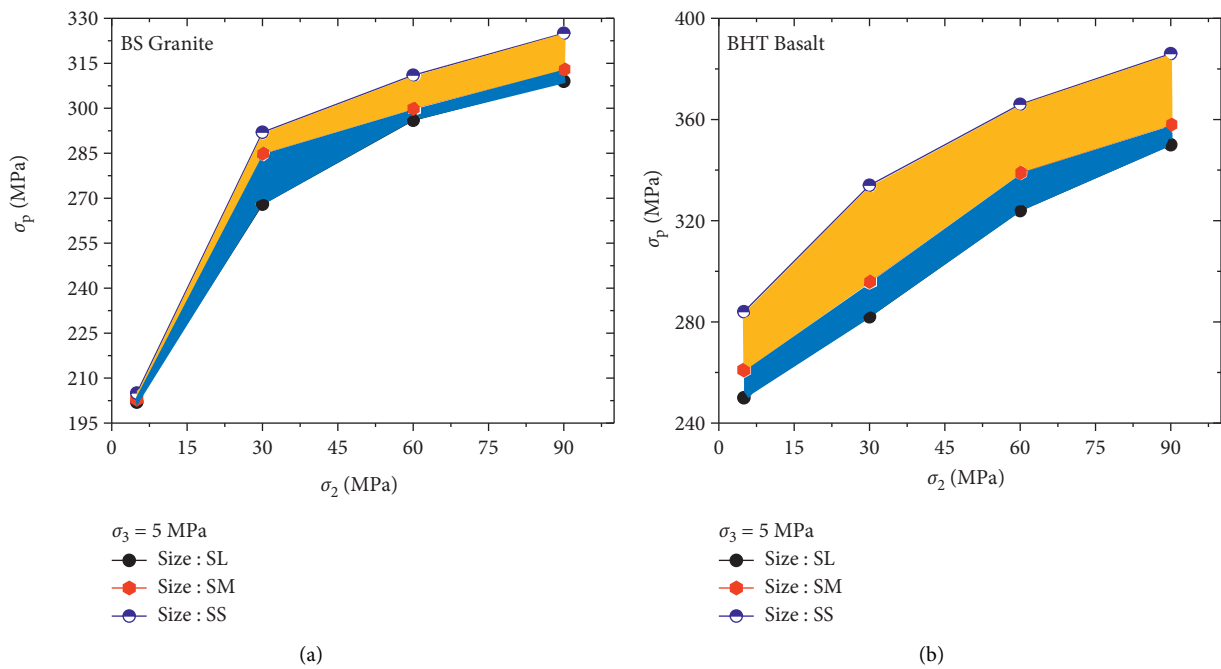 BS Granite
330
315
300
285
270
255
240
225
210
195
σp (MPa)
0 15 30 45 60 75 90
σ2 (MPa)
σ3 = 5 MPa
Size : SL
Size : SM
Size : SS
(a)
BHT Basalt
400
360
320
280
240
σp (MPa)
0 15 30 45 60 75 90
σ2 (MPa)
σ3 = 5 MPa
Size : SL
Size : SM
Size : SS
(b)